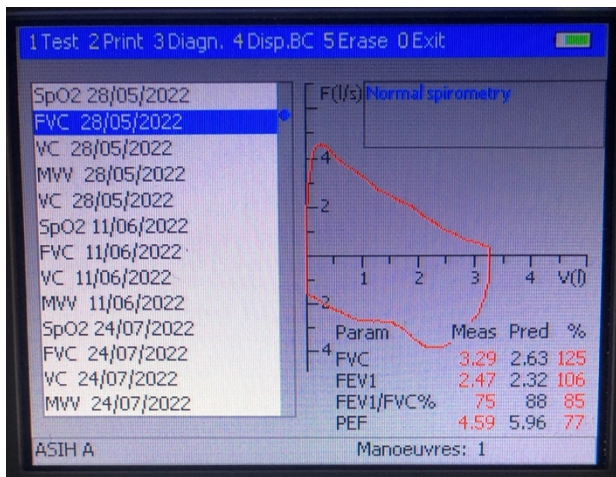 1 Test 2 Print 3 Diagn. 4 Disp.BC 5 Erase 0 Exit
SpO2 28/05/2022
FVC 28/05/2022
VC 28/05/2022
MVV 28/05/2022
VC 28/05/2022
SpO2 11/06/2022
FVC 11/06/2022
VC 11/06/2022
MVV 11/06/2022
SpO2 24/07/2022
FVC 24/07/2022
VC 24/07/2022
MVV 24/07/2022
F(l/s) Normal spirometry
4
2
1 2 3 4 V(l)
-2
-4
Param Meas Pred %
FVC 3.29 2.63 125
FEV1 2.47 2.32 106
FEV1/FVC% 75 88 85
PEF 4.59 5.96 77
ASIH A
Manoeuvres: 1